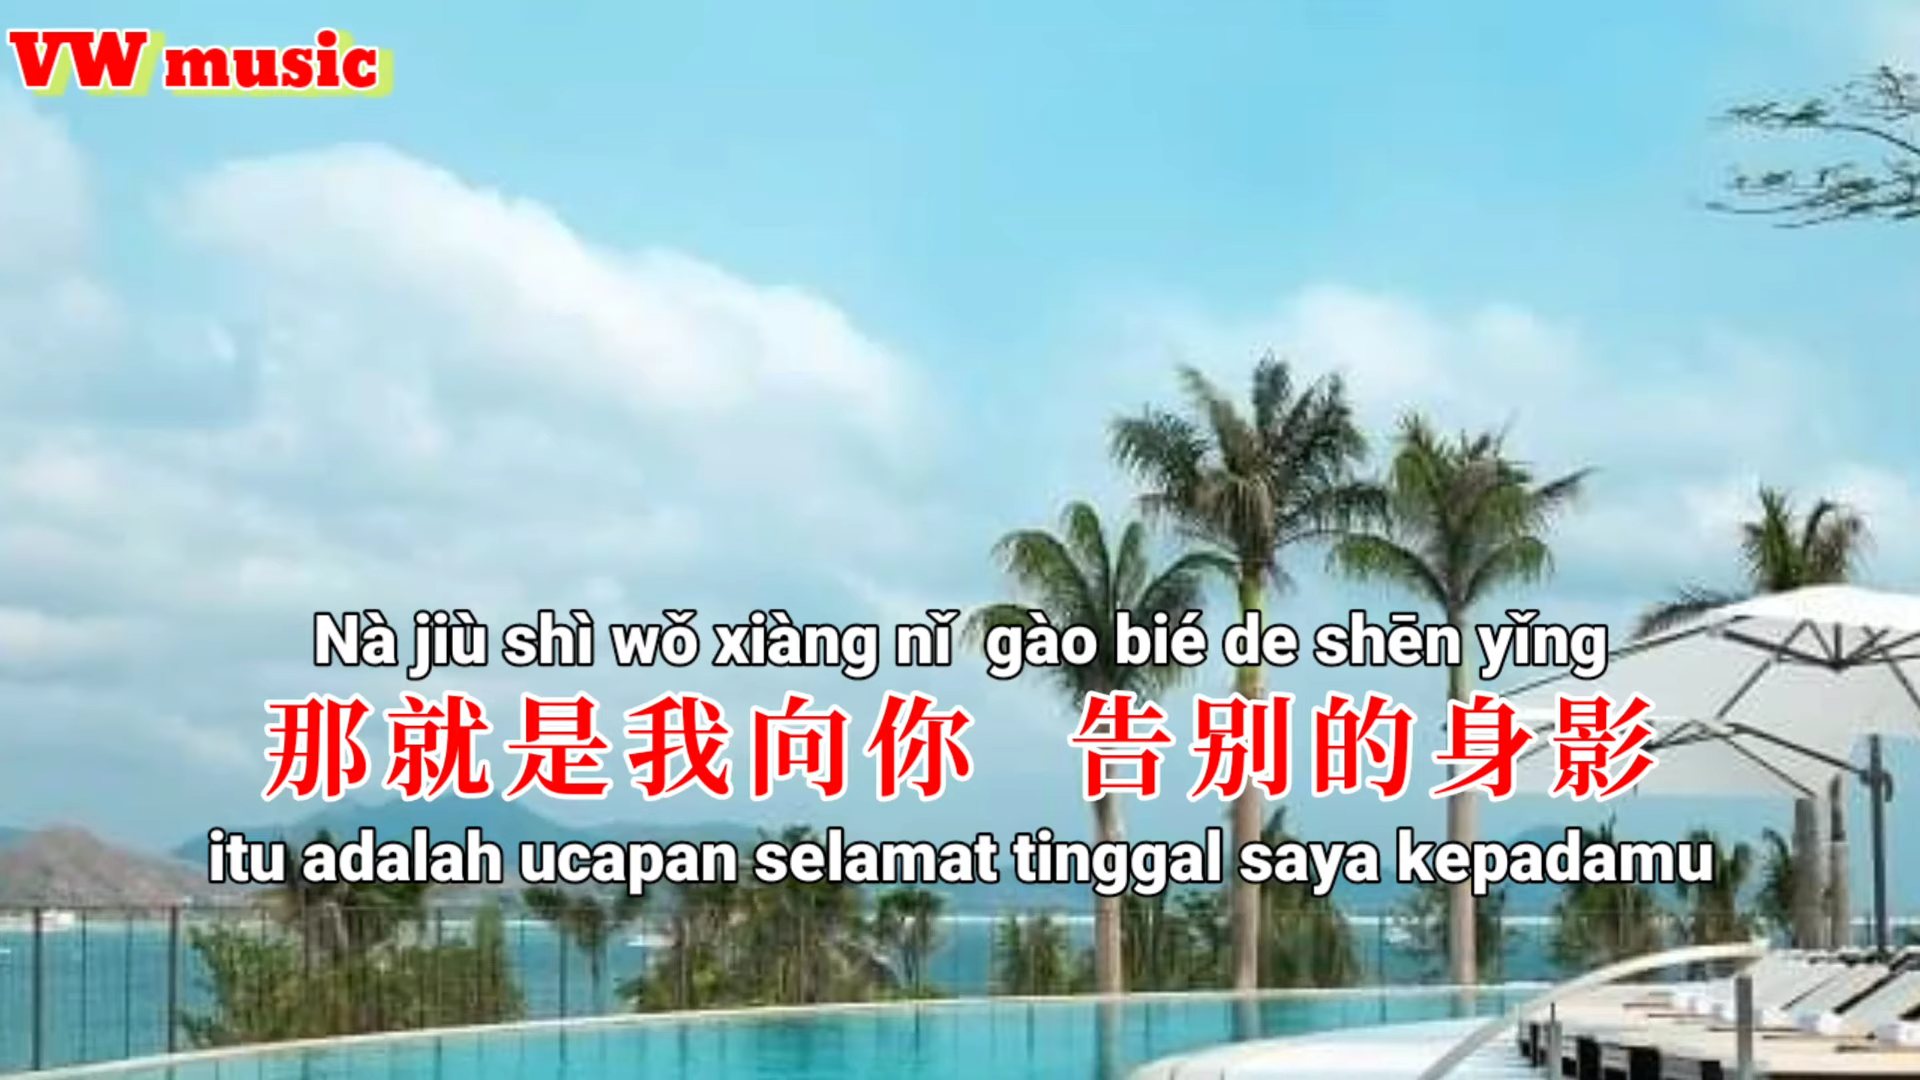 VW music
Nà jiù shì wǒ xiàng nǐ gào bié de shēn yǐng
那就是我向你 告别的身影
itu adalah ucapan selamat tinggal saya kepadamu